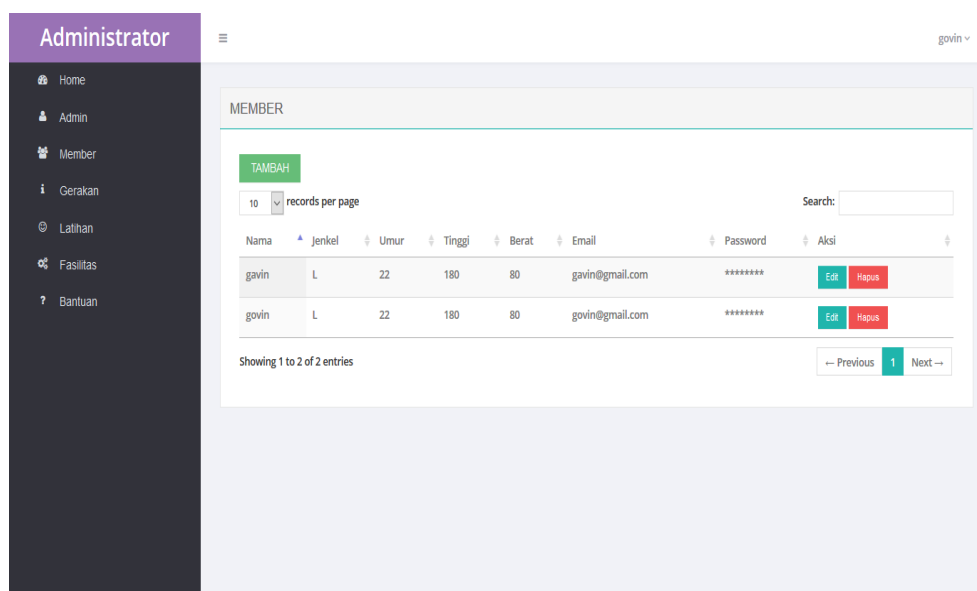 Administrator
govin
Home
Admin
Member
Gerakan
Latihan
Fasilitas
Bantuan
MEMBER
TAMBAH
10 records per page
Search:
Nama Jenkel Umur Tinggi Berat Email Password Aksi
gavin L 22 180 80 gavin@gmail.com ******** Edit Hapus
govin L 22 180 80 govin@gmail.com ******** Edit Hapus
Showing 1 to 2 of 2 entries
← Previous 1 Next →